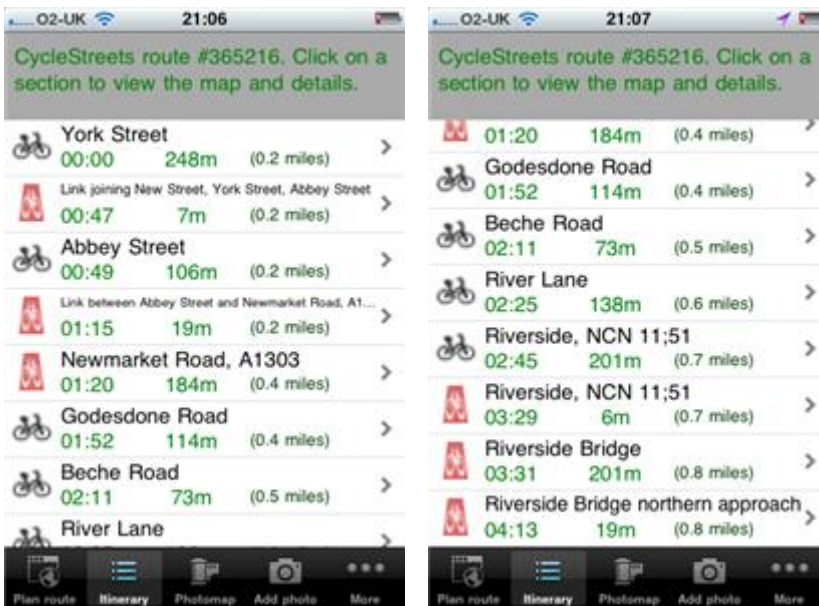 O2-UK 21:06
CycleStreets route #365216. Click on a
section to view the map and details.
York Street
00:00 248m (0.2 miles)
Link joining New Street, York Street, Abbey Street
00:47 7m (0.2 miles)
Abbey Street
00:49 106m (0.2 miles)
Link between Abbey Street and Newmarket Road, A1...
01:15 19m (0.2 miles)
Newmarket Road, A1303
01:20 184m (0.4 miles)
Godesdone Road
01:52 114m (0.4 miles)
Beche Road
02:11 73m (0.5 miles)
River Lane
Plan route Itinerary Photomap Add photo More
O2-UK 21:07
CycleStreets route #365216. Click on a
section to view the map and details.
01:20 184m (0.4 miles)
Godesdone Road
01:52 114m (0.4 miles)
Beche Road
02:11 73m (0.5 miles)
River Lane
02:25 138m (0.6 miles)
Riverside, NCN 11;51
02:45 201m (0.7 miles)
Riverside, NCN 11;51
03:29 6m (0.7 miles)
Riverside Bridge
03:31 201m (0.8 miles)
Riverside Bridge northern approach
04:13 19m (0.8 miles)
Plan route Itinerary Photomap Add photo More